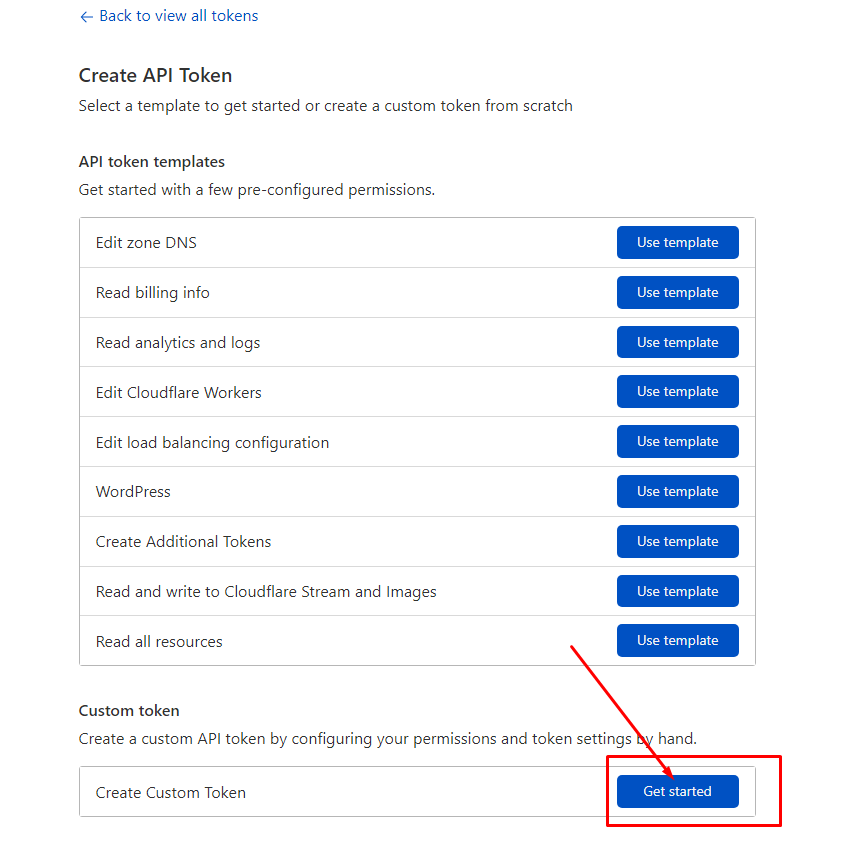 ← Back to view all tokens
Create API Token
Select a template to get started or create a custom token from scratch
API token templates
Get started with a few pre-configured permissions.
Edit zone DNS Use template
Read billing info Use template
Read analytics and logs Use template
Edit Cloudflare Workers Use template
Edit load balancing configuration Use template
WordPress Use template
Create Additional Tokens Use template
Read and write to Cloudflare Stream and Images Use template
Read all resources Use template
Custom token
Create a custom API token by configuring your permissions and token settings by hand.
Create Custom Token Get started